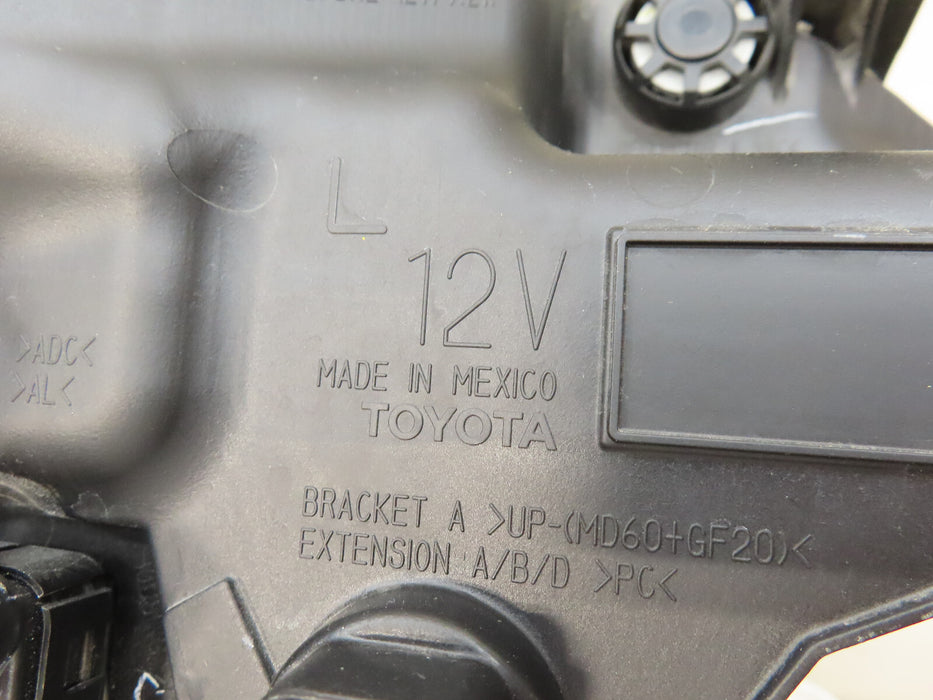 L
12V
MADE IN MEXICO
TOYOTA
>ADC<
>AL<
BRACKET A >UP-(MD60+GF20)<
EXTENSION A/B/D >PC<